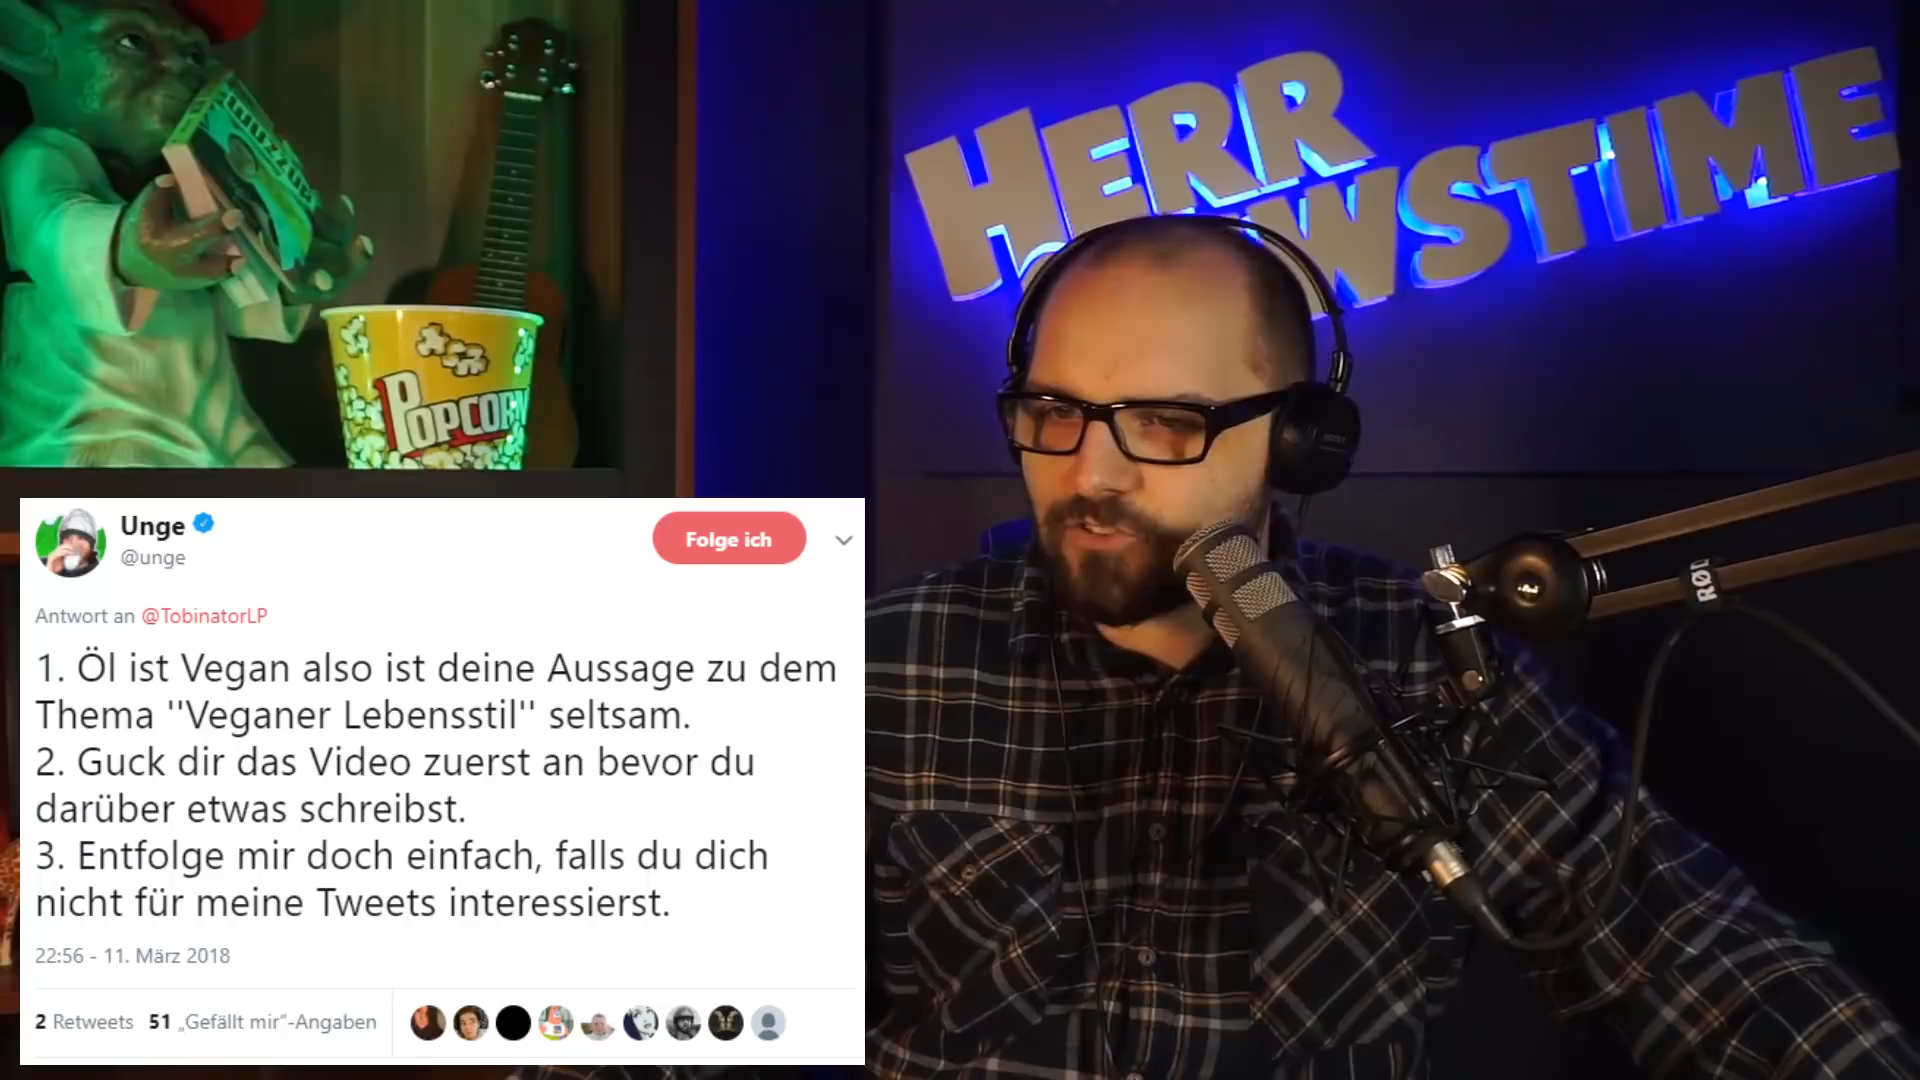 HERR
WSTIME
POPCORN
RØD
Unge
@unge
Folge ich
Antwort an @TobinatorLP
1. Öl ist Vegan also ist deine Aussage zu dem
Thema "Veganer Lebensstil" seltsam.
2. Guck dir das Video zuerst an bevor du
darüber etwas schreibst.
3. Entfolge mir doch einfach, falls du dich
nicht für meine Tweets interessierst.
22:56 - 11. März 2018
2 Retweets 51 „Gefällt mir“-Angaben